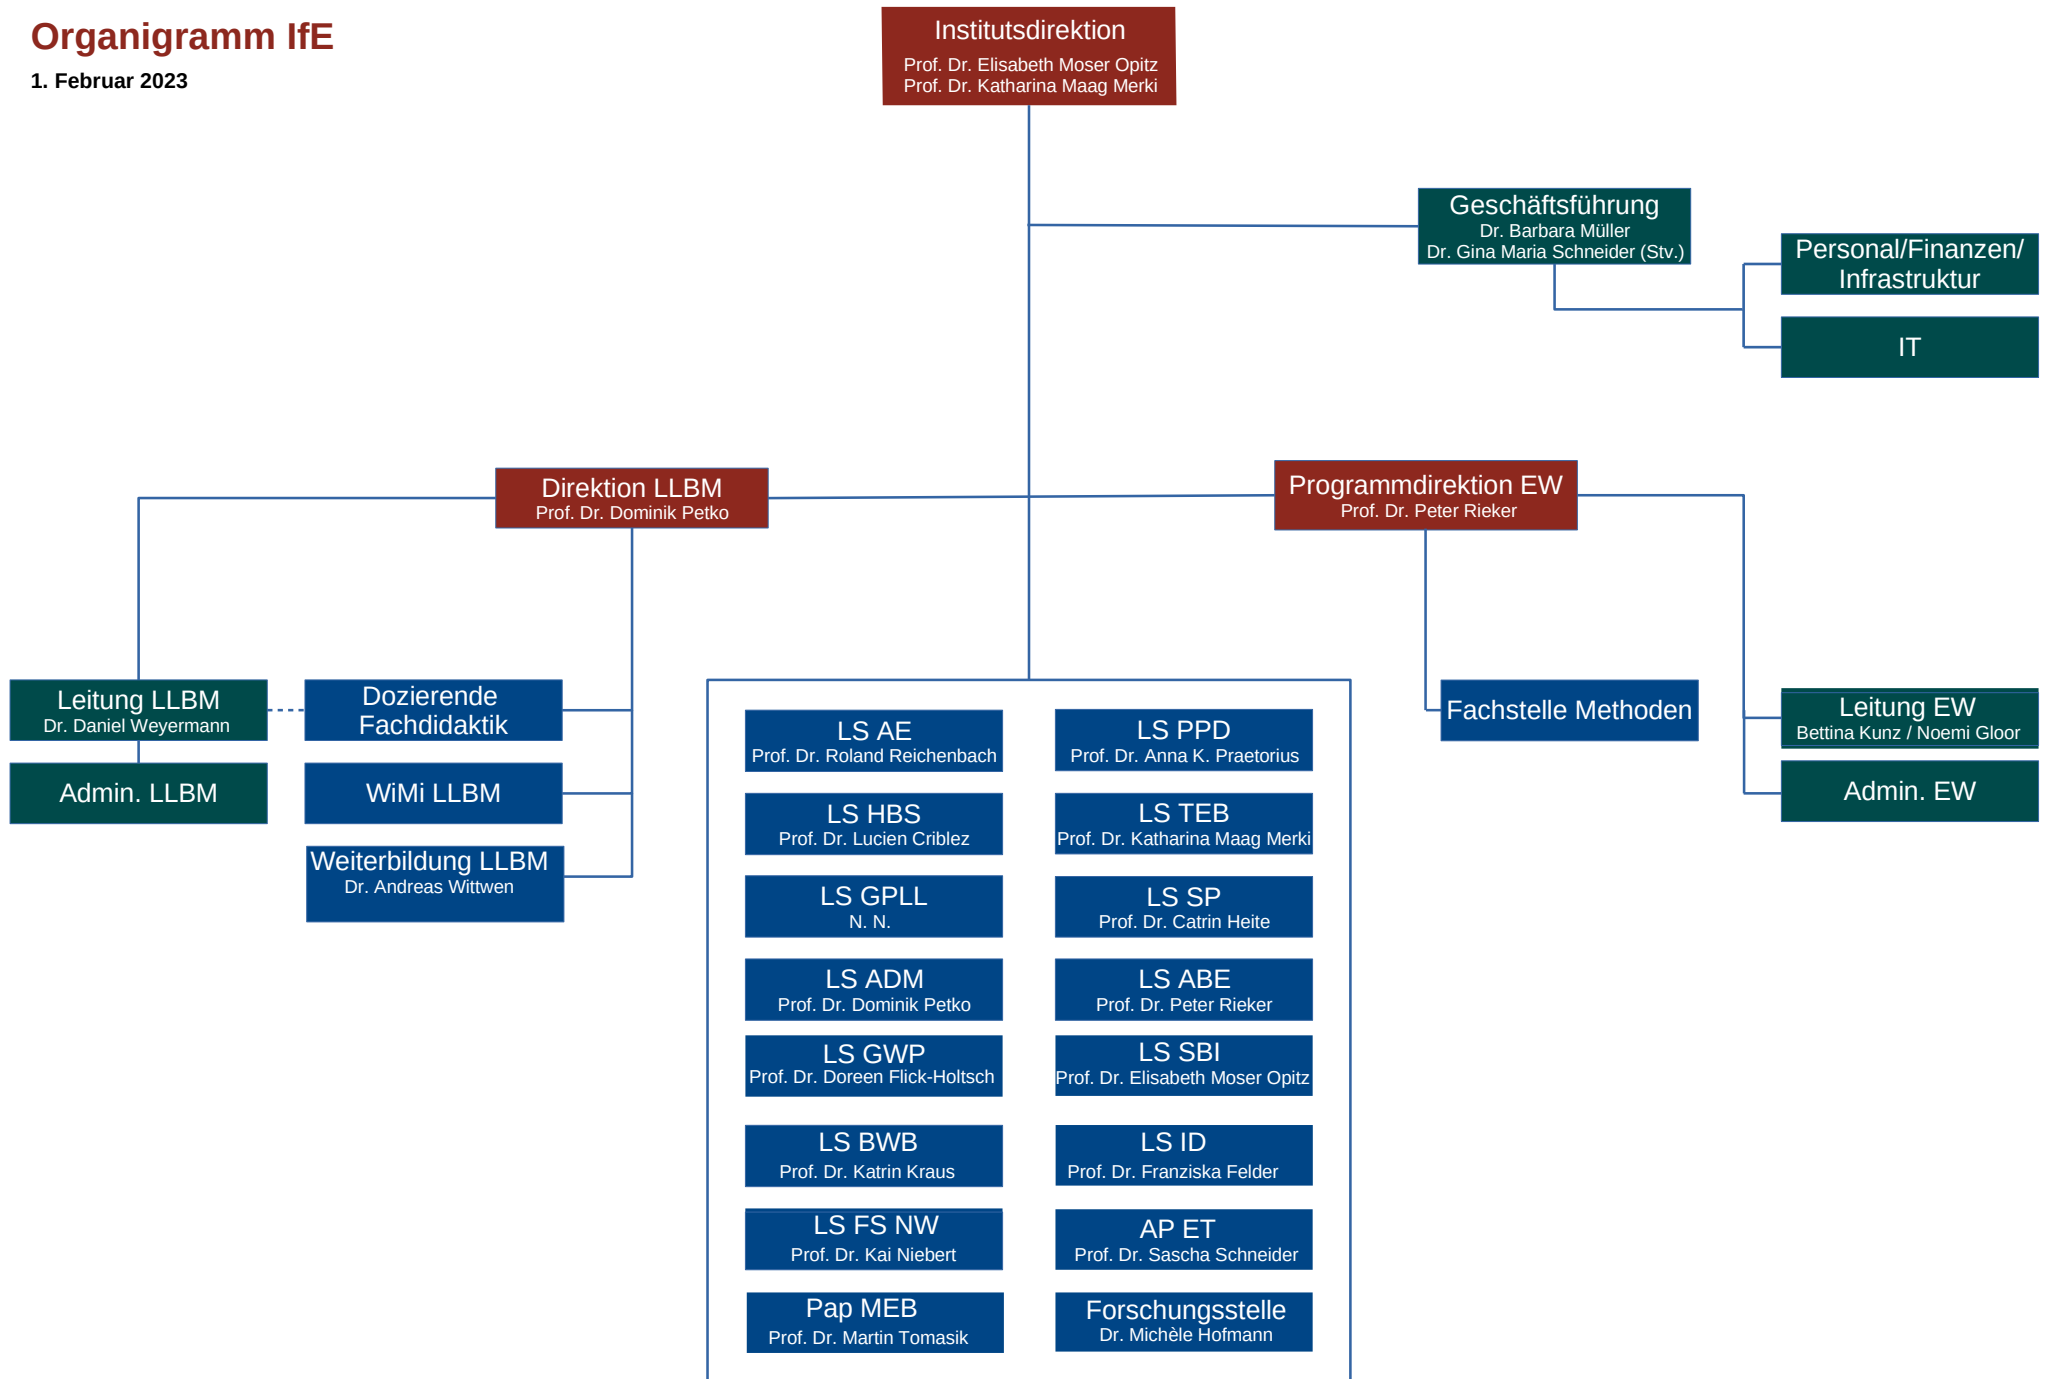 Organigramm IfE
1. Februar 2023
Institutsdirektion
Prof. Dr. Elisabeth Moser Opitz
Prof. Dr. Katharina Maag Merki
Geschäftsführung
Dr. Barbara Müller
Dr. Gina Maria Schneider (Stv.)
Personal/Finanzen/
Infrastruktur
IT
Direktion LLBM
Prof. Dr. Dominik Petko
Programmdirektion EW
Prof. Dr. Peter Rieker
Leitung LLBM
Dr. Daniel Weyermann
Admin. LLBM
Dozierende
Fachdidaktik
WiMi LLBM
Weiterbildung LLBM
Dr. Andreas Wittwen
LS AE
Prof. Dr. Roland Reichenbach
LS HBS
Prof. Dr. Lucien Criblez
LS GPLL
N. N.
LS ADM
Prof. Dr. Dominik Petko
LS GWP
Prof. Dr. Doreen Flick-Holtsch
LS BWB
Prof. Dr. Katrin Kraus
LS FS NW
Prof. Dr. Kai Niebert
Pap MEB
Prof. Dr. Martin Tomasik
LS PPD
Prof. Dr. Anna K. Praetorius
LS TEB
Prof. Dr. Katharina Maag Merki
LS SP
Prof. Dr. Catrin Heite
LS ABE
Prof. Dr. Peter Rieker
LS SBI
Prof. Dr. Elisabeth Moser Opitz
LS ID
Prof. Dr. Franziska Felder
AP ET
Prof. Dr. Sascha Schneider
Forschungsstelle
Dr. Michèle Hofmann
Fachstelle Methoden
Leitung EW
Bettina Kunz / Noemi Gloor
Admin. EW